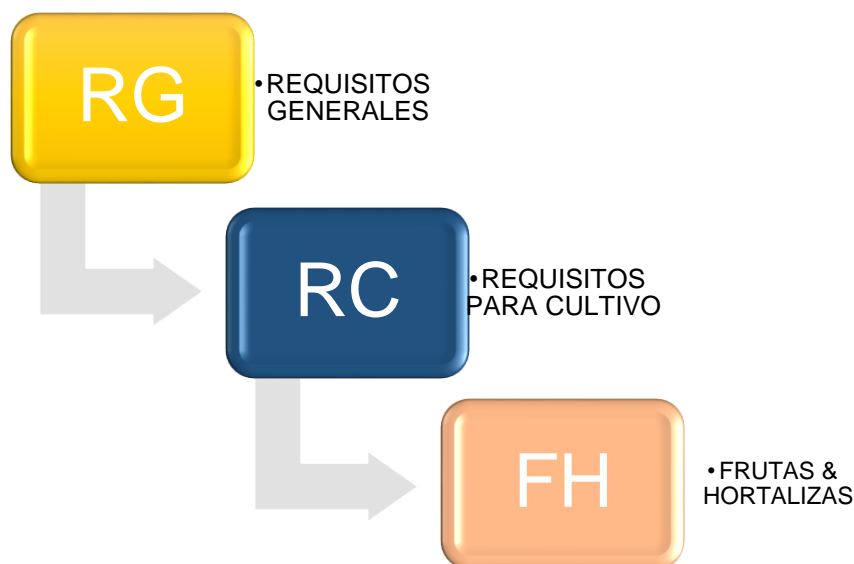 RG
•REQUISITOS
GENERALES
RC
•REQUISITOS
PARA CULTIVO
FH
•FRUTAS &
HORTALIZAS